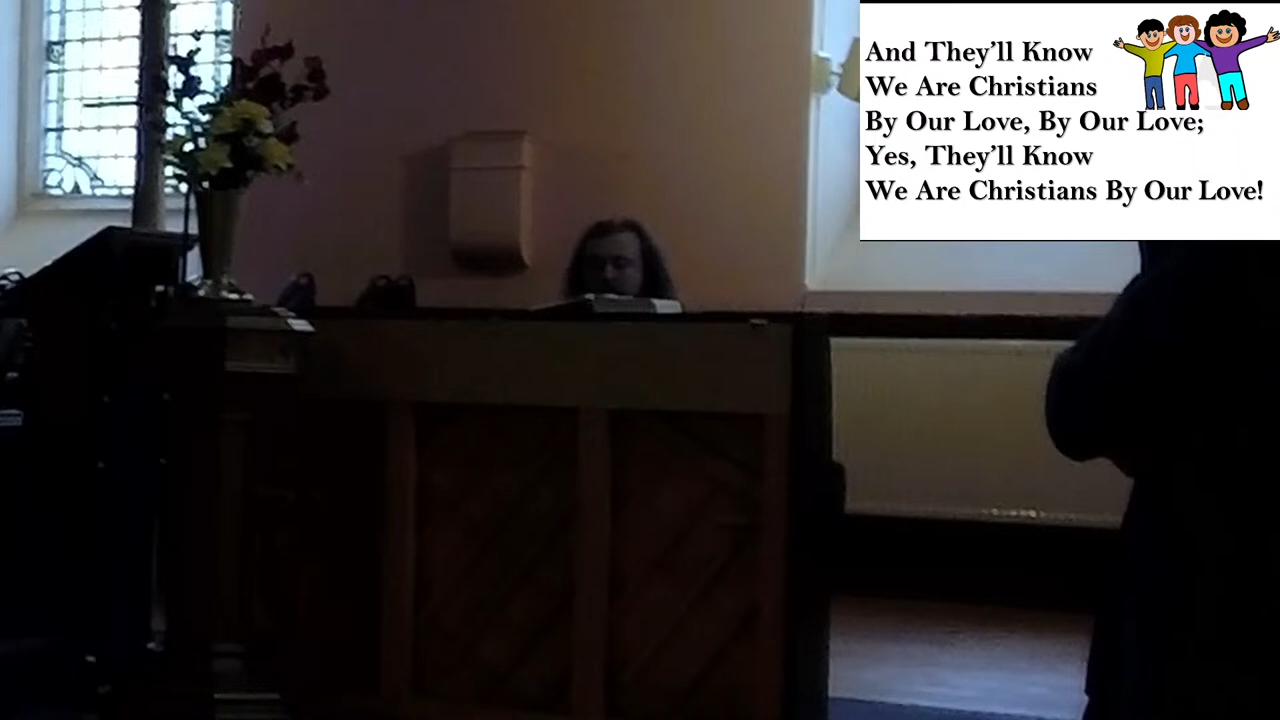 And They’ll Know
We Are Christians
By Our Love, By Our Love;
Yes, They’ll Know
We Are Christians By Our Love!